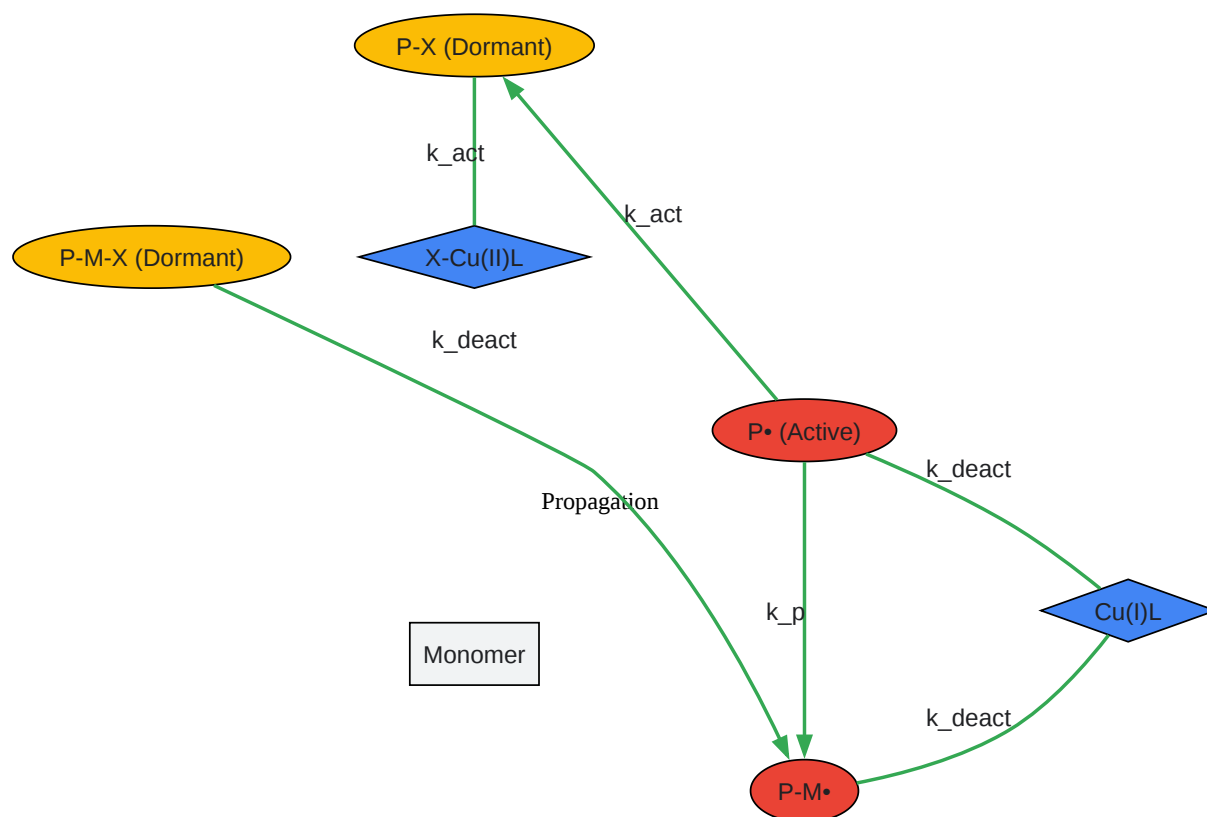 P-X (Dormant)
k_act
k_act
P-M-X (Dormant)
X-Cu(II)L
k_deact
P• (Active)
k_deact
Propagation
k_p
Cu(I)L
Monomer
k_deact
P-M•